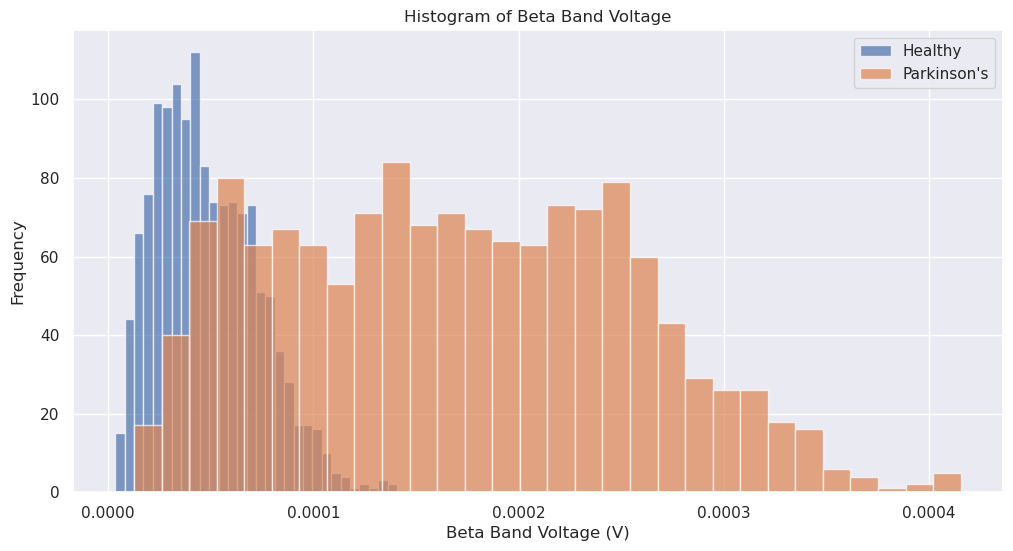 Histogram of Beta Band Voltage
Healthy
Parkinson's
100
80
60
40
20
0
Frequency
0.0000 0.0001 0.0002 0.0003 0.0004
Beta Band Voltage (V)